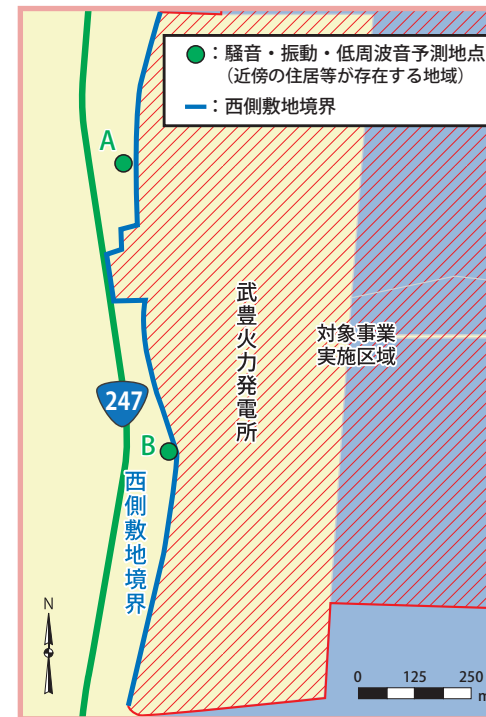 ：騒音・振動・低周波音予測地点
（近傍の住居等が存在する地域）
：西側敷地境界
A
武豊火力発電所
対象事業
実施区域
247
B
西側敷地境界
N
0 125 250
m